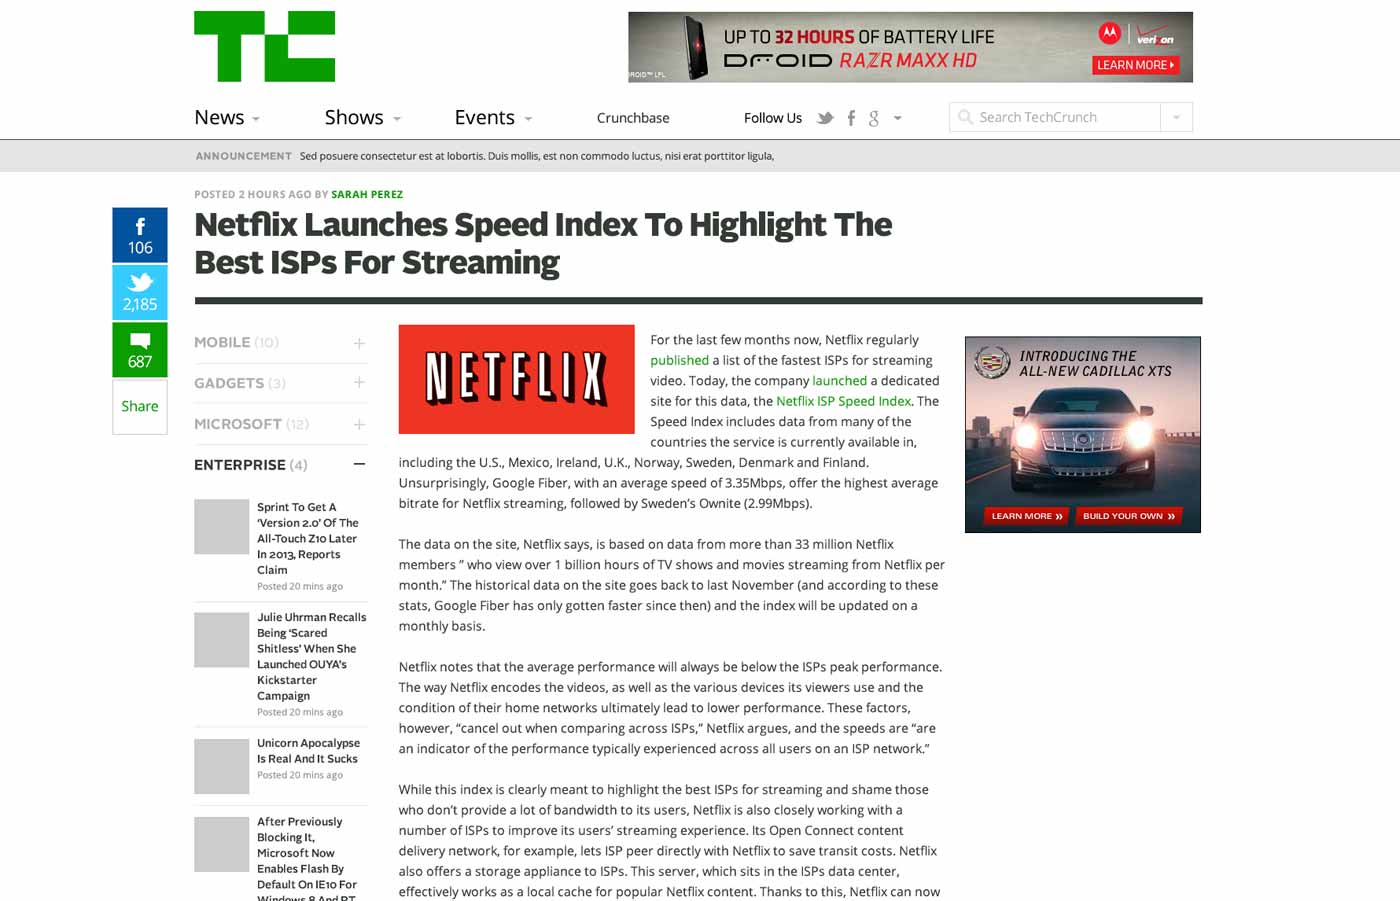 TC
UP TO 32 HOURS OF BATTERY LIFE
DROID RAZR MAXX HD
verizon
LEARN MORE
News
Shows
Events
Crunchbase
Follow Us
Search TechCrunch
ANNOUNCEMENT Sed posuere consectetur est at lobortis. Duis mollis, est non commodo luctus, nisi erat porttitor ligula,
POSTED 2 HOURS AGO BY SARAH PEREZ
Netflix Launches Speed Index To Highlight The
Best ISPs For Streaming
106
2,185
687
Share
MOBILE (10)
GADGETS (3)
MICROSOFT (12)
ENTERPRISE (4)
Sprint To Get A
‘Version 2.0’ Of The
All-Touch Z10 Later
In 2013, Reports
Claim
Posted 20 mins ago
Julie Uhrman Recalls
Being ‘Scared
Shitless’ When She
Launched OUYA’s
Kickstarter
Campaign
Posted 20 mins ago
Unicorn Apocalypse
Is Real And It Sucks
Posted 20 mins ago
After Previously
Blocking It,
Microsoft Now
Enables Flash By
Default On IE10 For
Windows 8 And RT
NETFLIX
For the last few months now, Netflix regularly
published a list of the fastest ISPs for streaming
video. Today, the company launched a dedicated
site for this data, the Netflix ISP Speed Index. The
Speed Index includes data from many of the
countries the service is currently available in,
including the U.S., Mexico, Ireland, U.K., Norway, Sweden, Denmark and Finland.
Unsurprisingly, Google Fiber, with an average speed of 3.35Mbps, offer the highest average
bitrate for Netflix streaming, followed by Sweden’s Ownite (2.99Mbps).
The data on the site, Netflix says, is based on data from more than 33 million Netflix
members ” who view over 1 billion hours of TV shows and movies streaming from Netflix per
month.” The historical data on the site goes back to last November (and according to these
stats, Google Fiber has only gotten faster since then) and the index will be updated on a
monthly basis.
Netflix notes that the average performance will always be below the ISPs peak performance.
The way Netflix encodes the videos, as well as the various devices its viewers use and the
condition of their home networks ultimately lead to lower performance. These factors,
however, “cancel out when comparing across ISPs,” Netflix argues, and the speeds are “are
an indicator of the performance typically experienced across all users on an ISP network.”
While this index is clearly meant to highlight the best ISPs for streaming and shame those
who don’t provide a lot of bandwidth to its users, Netflix is also closely working with a
number of ISPs to improve its users’ streaming experience. Its Open Connect content
delivery network, for example, lets ISP peer directly with Netflix to save transit costs. Netflix
also offers a storage appliance to ISPs. This server, which sits in the ISPs data center,
effectively works as a local cache for popular Netflix content. Thanks to this, Netflix can now
INTRODUCING THE
ALL-NEW CADILLAC XTS
LEARN MORE »
BUILD YOUR OWN »